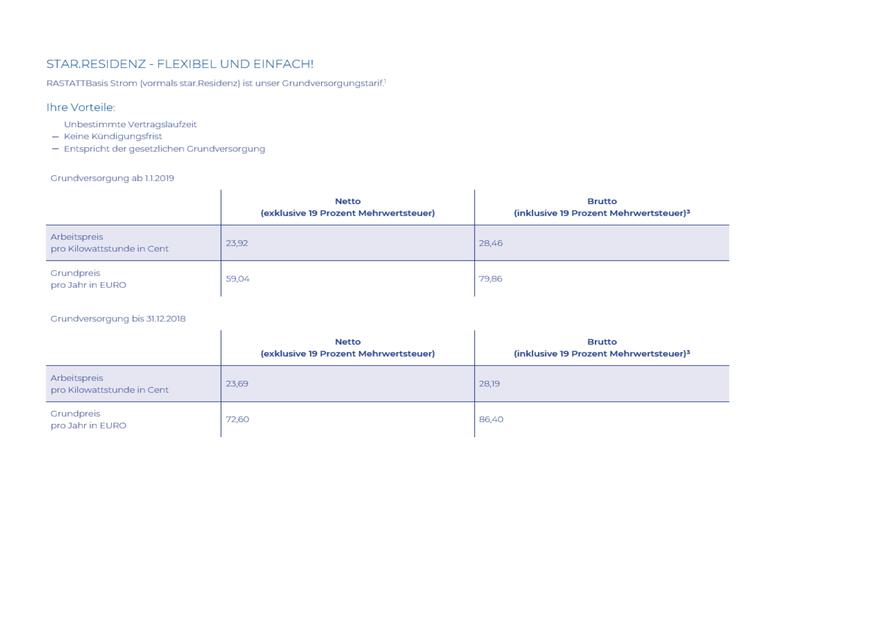 STAR.RESIDENZ - FLEXIBEL UND EINFACH!
RASTATTBasis Strom (vormals star.Residenz) ist unser Grundversorgungstarif.¹
Ihre Vorteile:
Unbestimmte Vertragslaufzeit
— Keine Kündigungsfrist
— Entspricht der gesetzlichen Grundversorgung
Grundversorgung ab 1.1.2019
Netto Brutto
(exklusive 19 Prozent Mehrwertsteuer) (inklusive 19 Prozent Mehrwertsteuer)³
Arbeitspreis
pro Kilowattstunde in Cent 23,92 28,46
Grundpreis
pro Jahr in EURO 59,04 79,86
Grundversorgung bis 31.12.2018
Netto Brutto
(exklusive 19 Prozent Mehrwertsteuer) (inklusive 19 Prozent Mehrwertsteuer)³
Arbeitspreis
pro Kilowattstunde in Cent 23,69 28,19
Grundpreis
pro Jahr in EURO 72,60 86,40